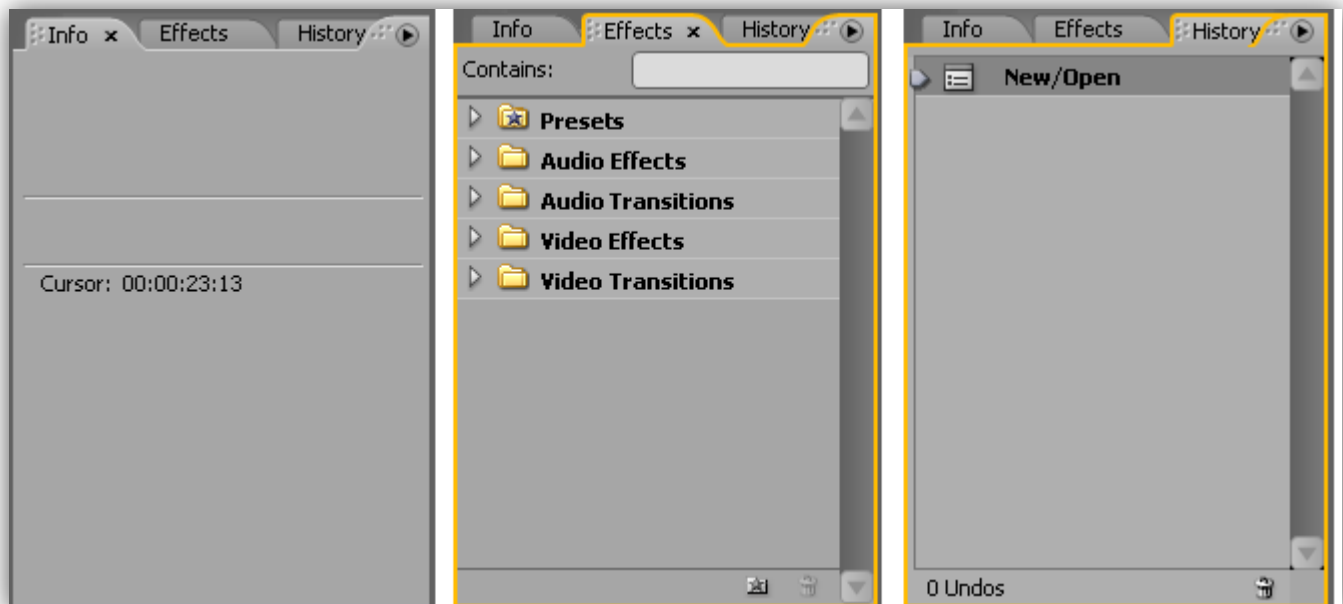 Info x Effects History
Cursor: 00:00:23:13
Info Effects x History
Contains:
Presets
Audio Effects
Audio Transitions
Video Effects
Video Transitions
Info Effects History
New/Open
0 Undos